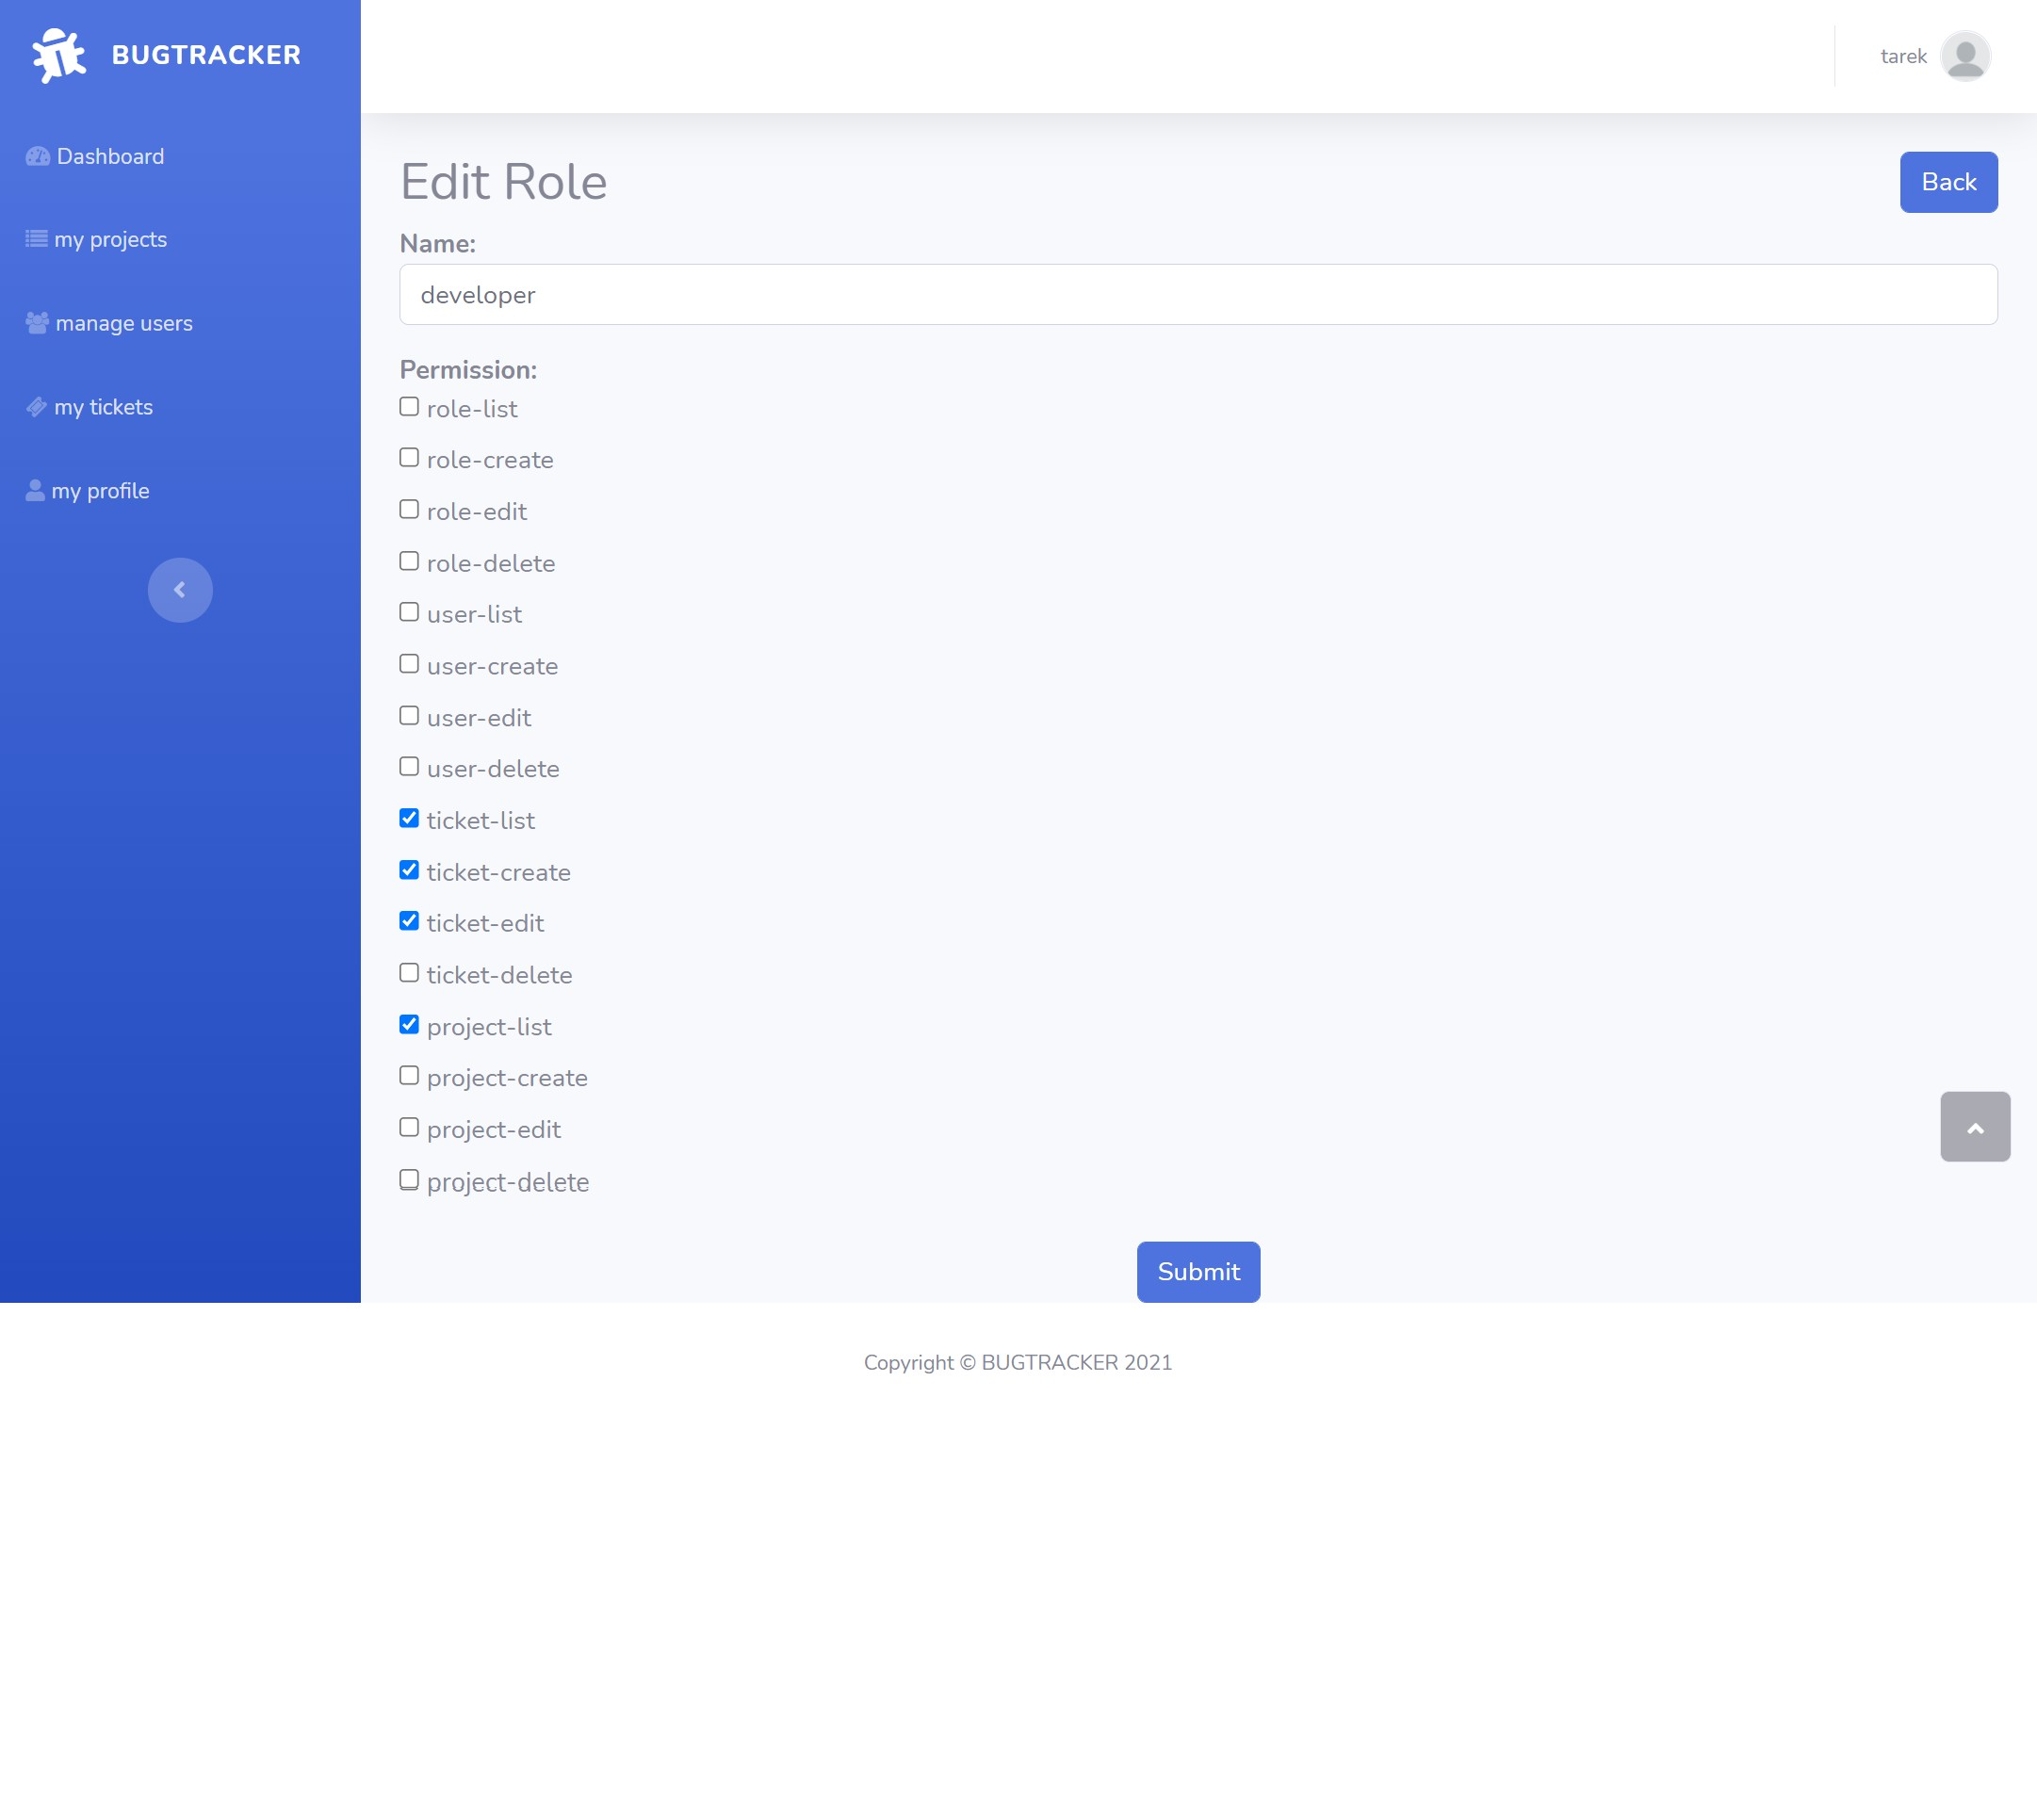 BUGTRACKER
tarek
Dashboard
my projects
manage users
my tickets
my profile
Edit Role
Back
Name:
developer
Permission:
role-list
role-create
role-edit
role-delete
user-list
user-create
user-edit
user-delete
ticket-list
ticket-create
ticket-edit
ticket-delete
project-list
project-create
project-edit
project-delete
Submit
Copyright © BUGTRACKER 2021